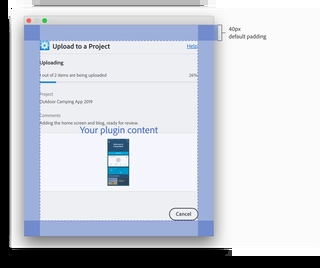 40px
default padding
Upload to a Project
Help
Uploading
1 out of 2 items are being uploaded
26%
Project
Outdoor Camping App 2019
Comments
Adding the home screen and blog, ready for review.
Your plugin content
Cancel